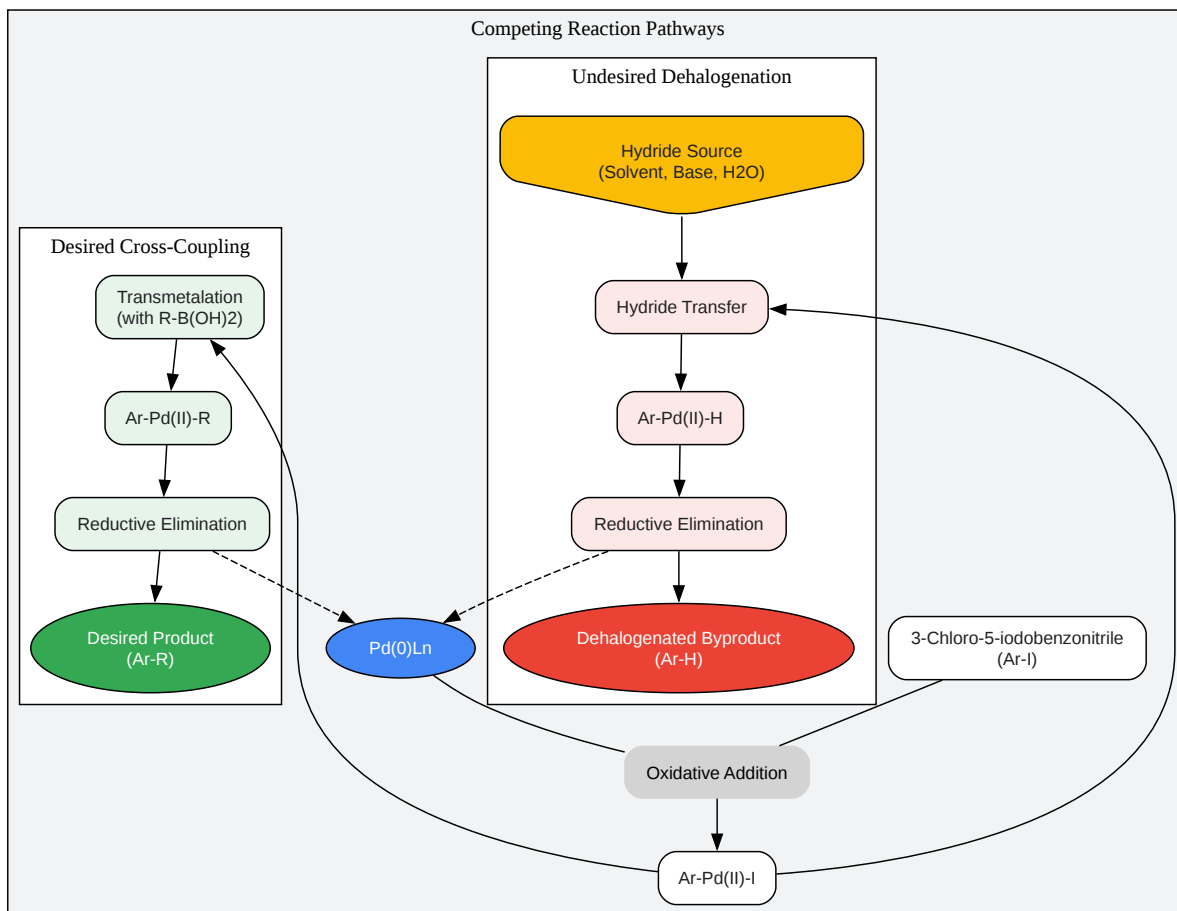 Competing Reaction Pathways
Undesired Dehalogenation
Hydride Source
(Solvent, Base, H2O)
Desired Cross-Coupling
Transmetalation
(with R-B(OH)2)
Hydride Transfer
Ar-Pd(II)-R
Ar-Pd(II)-H
Reductive Elimination
Reductive Elimination
Desired Product
(Ar-R)
Pd(0)Ln
Dehalogenated Byproduct
(Ar-H)
3-Chloro-5-iodobenzonitrile
(Ar-I)
Oxidative Addition
Ar-Pd(II)-I